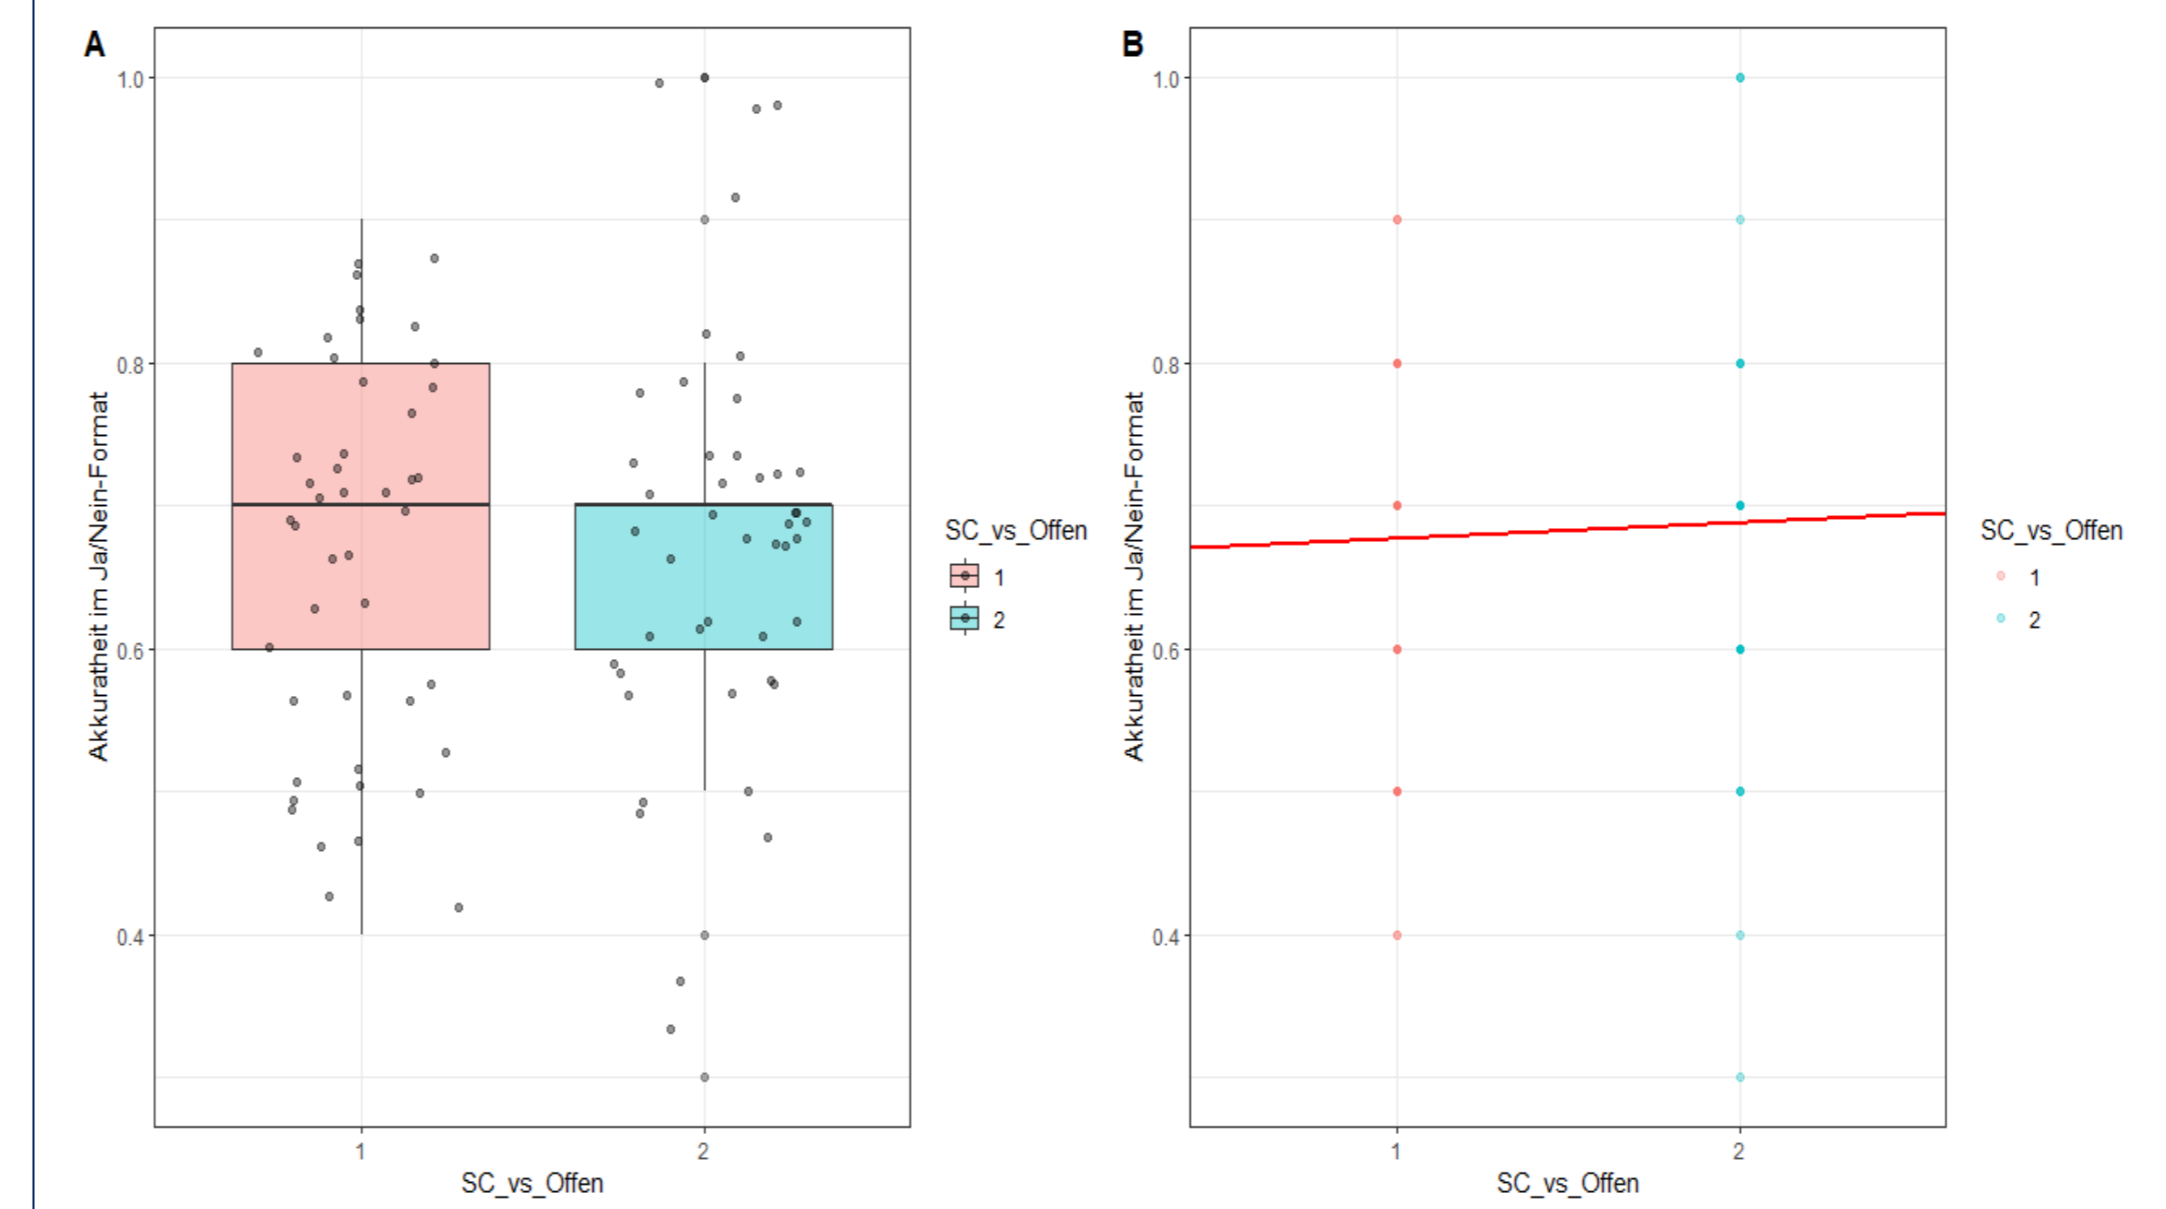 A
1.0
0.8
0.6
0.4
Akkuratheit im Ja/Nein-Format
1
2
SC_vs_Offen
SC_vs_Offen
1
2
B
1.0
0.8
0.6
0.4
Akkuratheit im Ja/Nein-Format
1
2
SC_vs_Offen
SC_vs_Offen
1
2